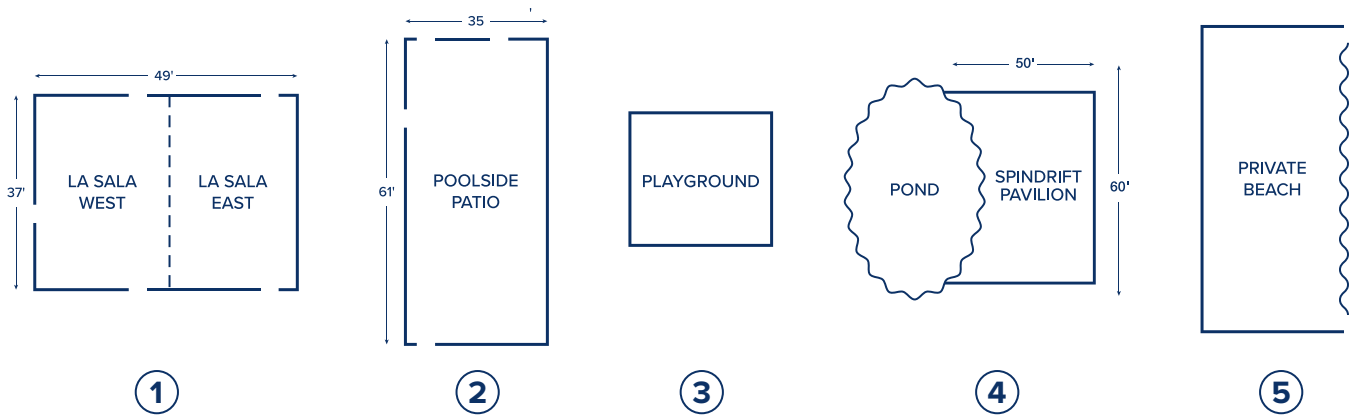 49'
37'
LA SALA
WEST
LA SALA
EAST
1
35 '
61'
POOLSIDE
PATIO
2
PLAYGROUND
3
50'
60'
POND
SPINDRIFT
PAVILION
4
PRIVATE
BEACH
5